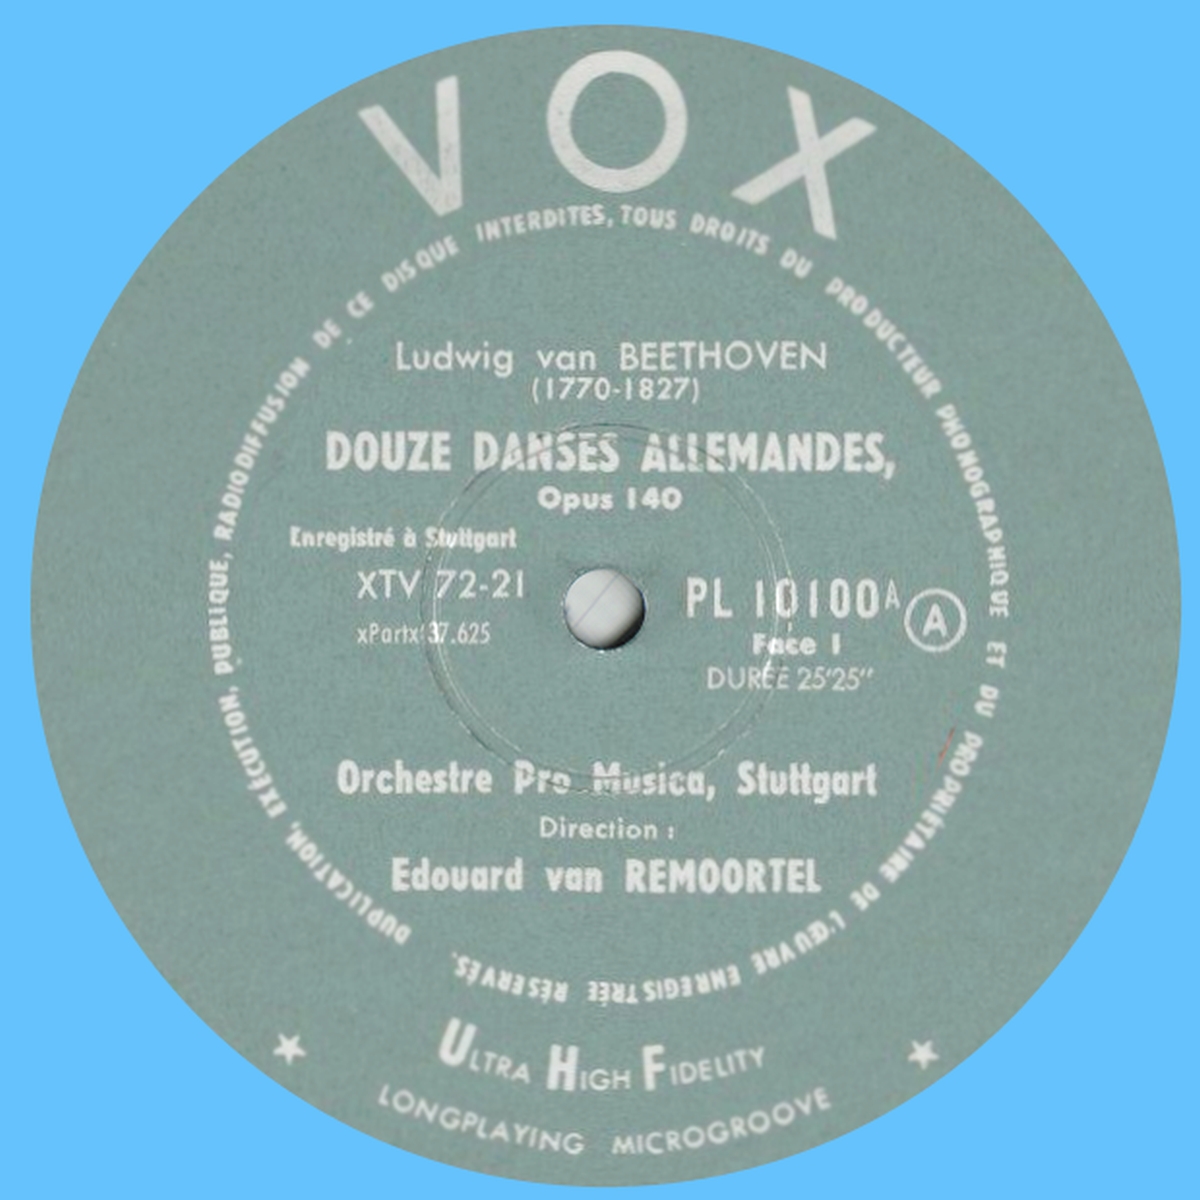 VOX
DUPLICATION, EXÉCUTION, PUBLIQUE, RADIODIFFUSION DE CE DISQUE INTERDITES, TOUS DROITS DU PRODUCTEUR PHONOGRAPHIQUE ET DU PROPRIÉTAIRE DE L'ŒUVRE ENREGISTRÉE RÉSERVÉS.
Ludwig van BEETHOVEN
(1770-1827)
DOUZE DANSES ALLEMANDES,
Opus 140
Enregistré à Stuttgart
XTV 72-21
xPartx 37.625
PL 10100 A
A
Face 1
DURÉE 25'25"
Orchestre Pro Musica, Stuttgart
Direction :
Edouard van REMOORTEL
ULTRA HIGH FIDELITY
LONGPLAYING MICROGROOVE